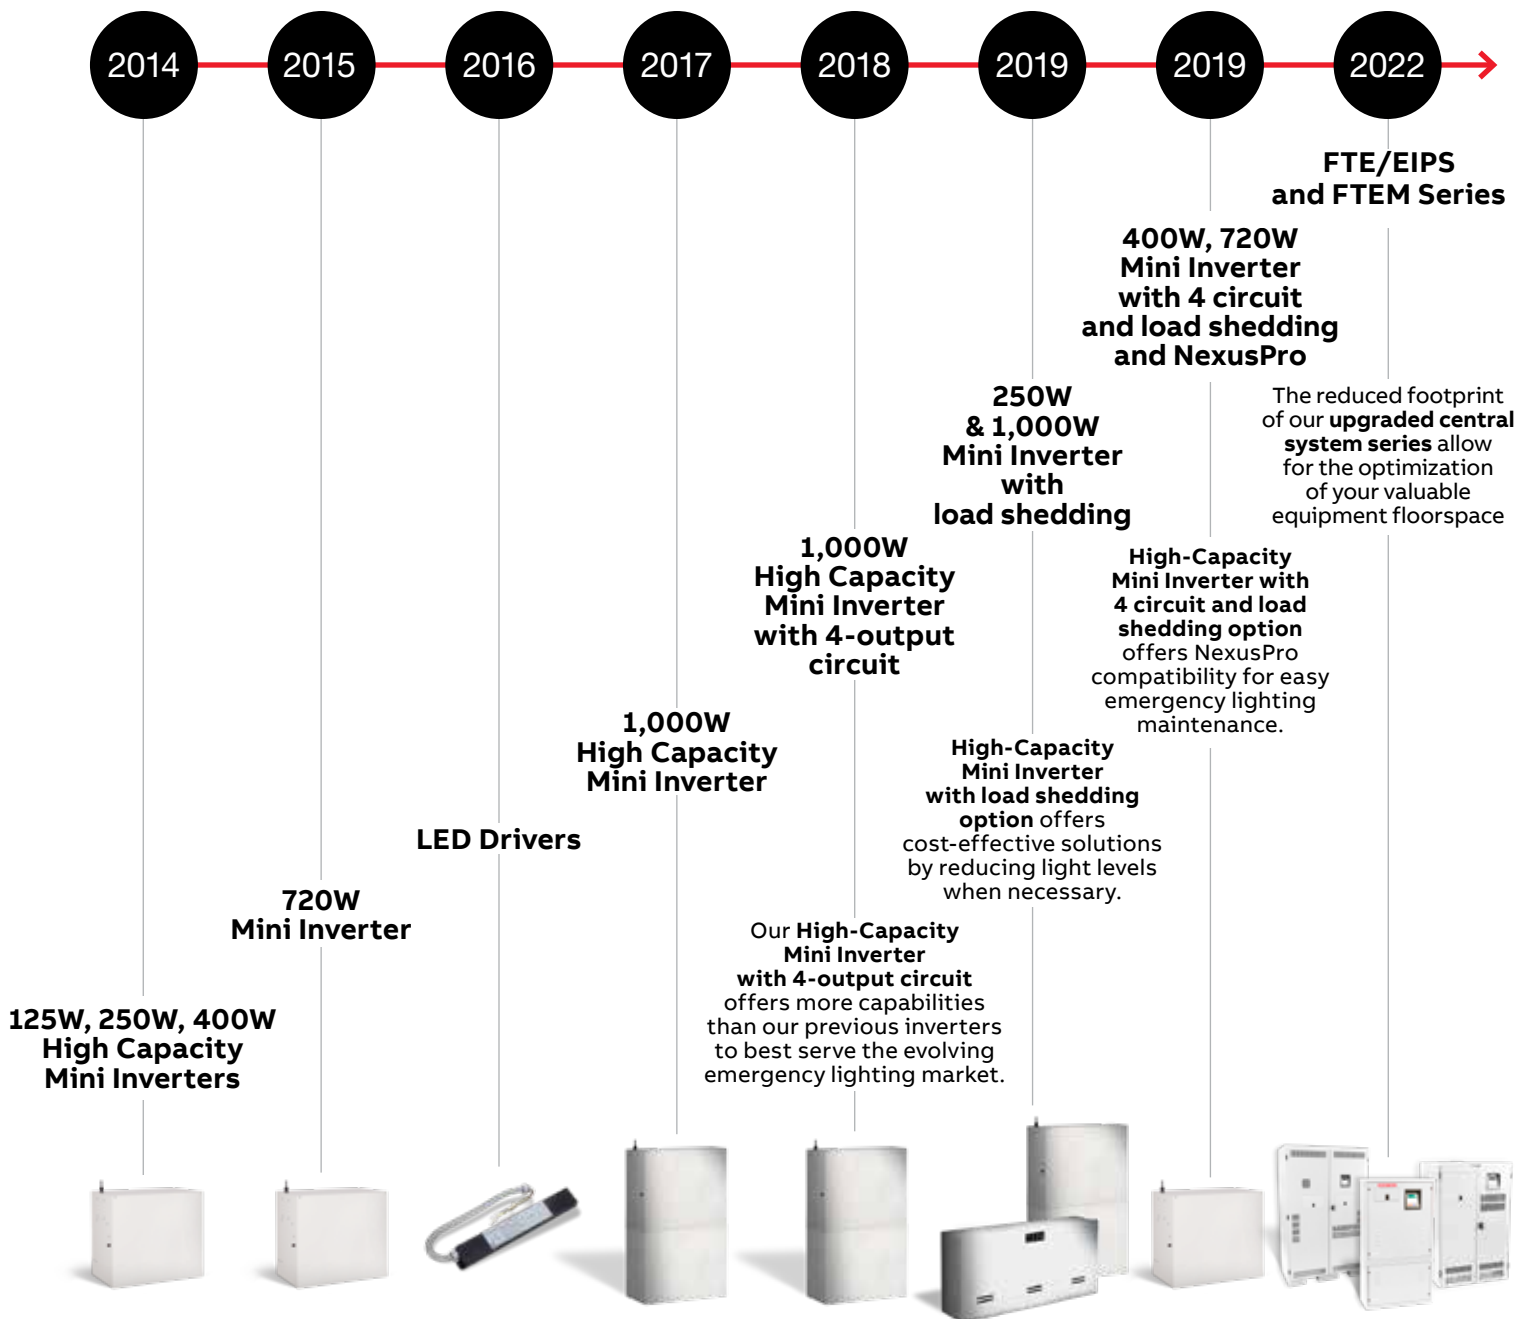 2014
2015
2016
2017
2018
2019
2019
2022
125W, 250W, 400W
High Capacity
Mini Inverters
720W
Mini Inverter
LED Drivers
1,000W
High Capacity
Mini Inverter
1,000W
High Capacity
Mini Inverter
with 4-output
circuit
Our High-Capacity
Mini Inverter
with 4-output circuit
offers more capabilities
than our previous inverters
to best serve the evolving
emergency lighting market.
250W
& 1,000W
Mini Inverter
with
load shedding
High-Capacity
Mini Inverter
with load shedding
option offers
cost-effective solutions
by reducing light levels
when necessary.
400W, 720W
Mini Inverter
with 4 circuit
and load shedding
and NexusPro
High-Capacity
Mini Inverter with
4 circuit and load
shedding option
offers NexusPro
compatibility for easy
emergency lighting
maintenance.
FTE/EIPS
and FTEM Series
The reduced footprint
of our upgraded central
system series allow
for the optimization
of your valuable
equipment floorspace